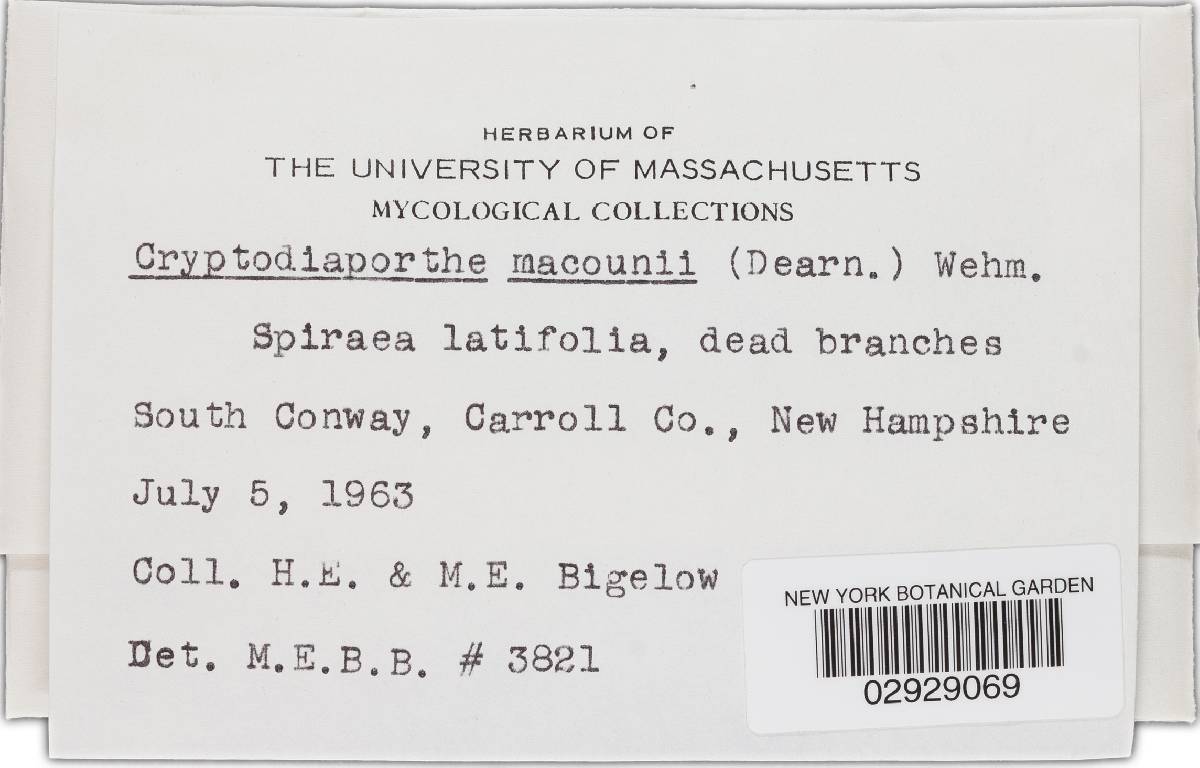 HERBARIUM OF
THE UNIVERSITY OF MASSACHUSETTS
MYCOLOGICAL COLLECTIONS
Cryptodiaporthe macounii (Dearn.) Wehm.
Spiraea latifolia, dead branches
South Conway, Carroll Co., New Hampshire
July 5, 1963
Coll. H.E. & M.E. Bigelow
Det. M.E.B.B. # 3821
NEW YORK BOTANICAL GARDEN
02929069